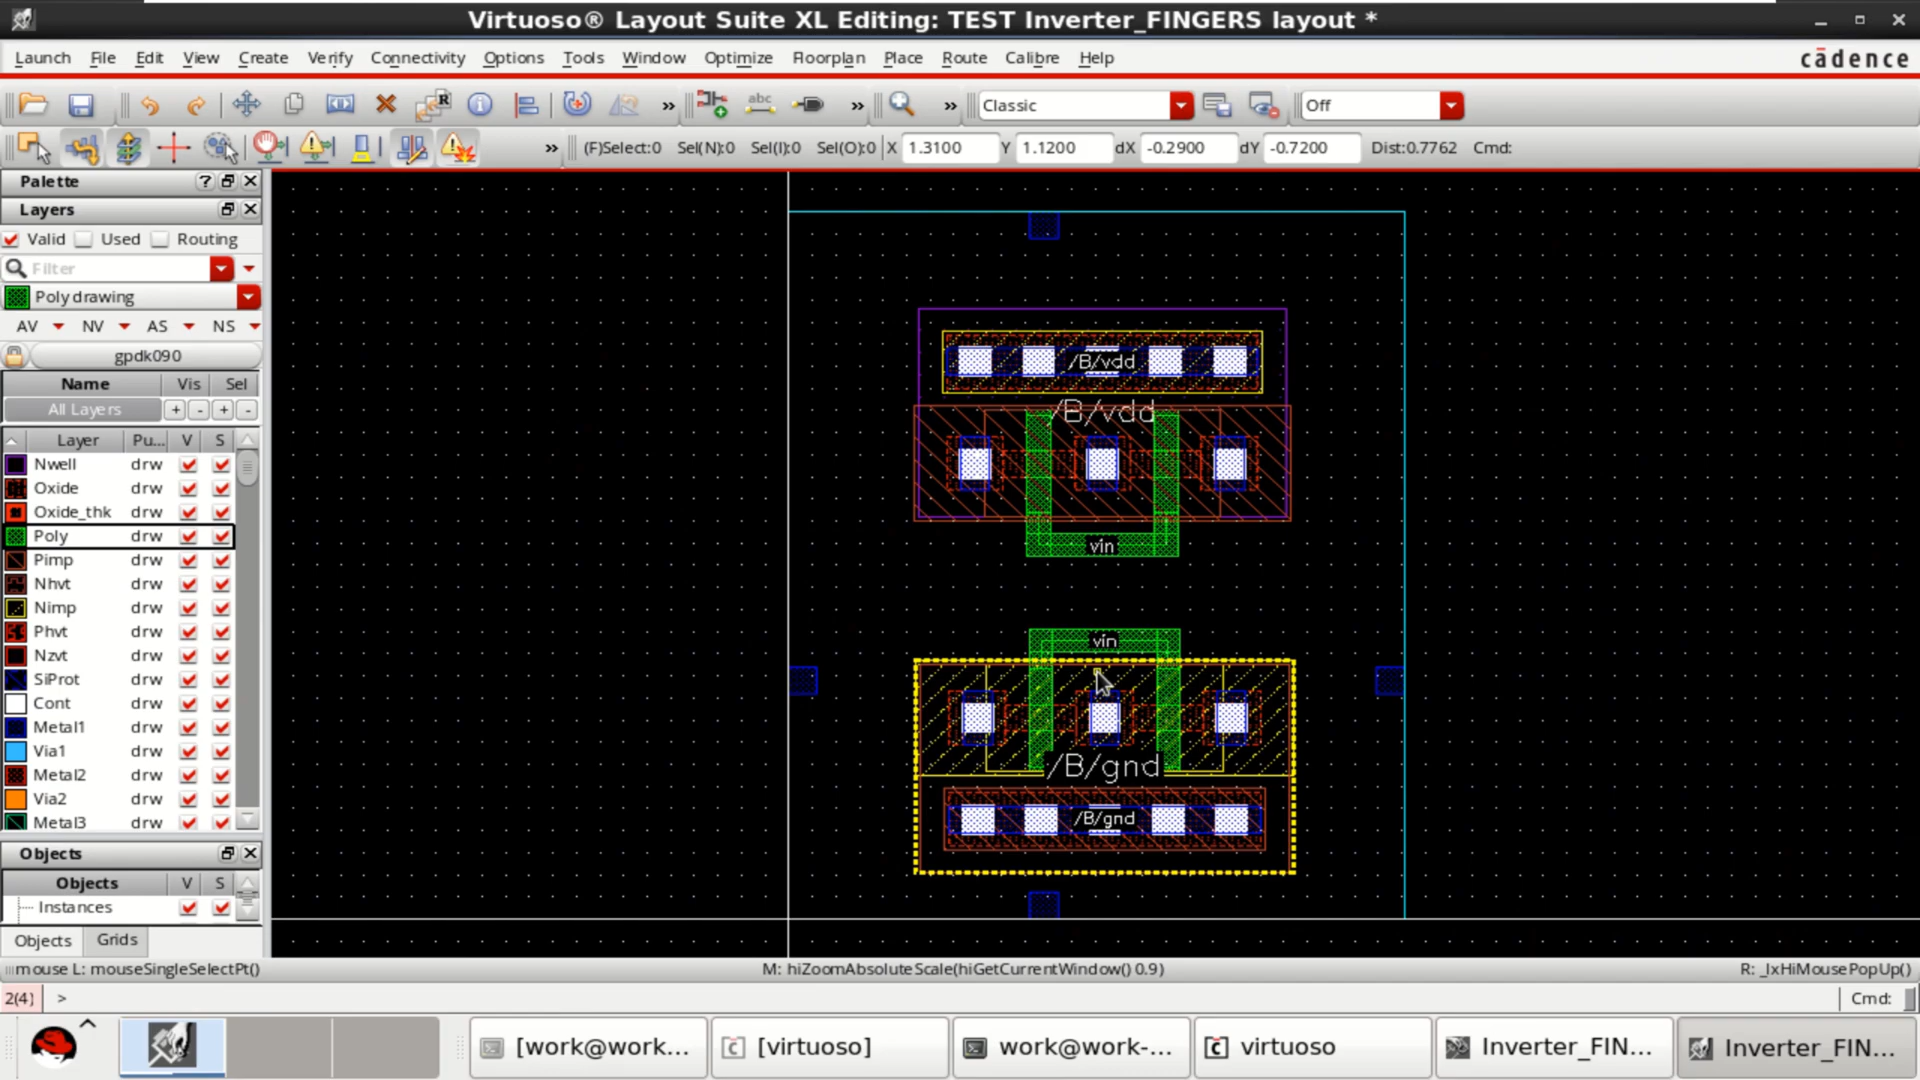 Virtuoso® Layout Suite XL Editing: TEST Inverter_FINGERS layout *
Launch File Edit View Create Verify Connectivity Options Tools Window Optimize Floorplan Place Route Calibre Help
cādence
R abc Classic Off
(F)Select:0 Sel(N):0 Sel(I):0 Sel(O):0 X 1.3100 Y 1.1200 dX -0.2900 dY -0.7200 Dist:0.7762 Cmd:
Palette
Layers
Valid Used Routing
Filter
Poly drawing
AV NV AS NS
gpdk090
Name Vis Sel
All Layers + - + -
Layer Pu... V S
Nwell drw
Oxide drw
Oxide_thk drw
Poly drw
Pimp drw
Nhvt drw
Nimp drw
Phvt drw
Nzvt drw
SiProt drw
Cont drw
Metal1 drw
Via1 drw
Metal2 drw
Via2 drw
Metal3 drw
Objects
Objects V S
Instances
Objects Grids
/B/vdd
/B/vdd
vin
vin
/B/gnd
/B/gnd
mouse L: mouseSingleSelectPt() M: hiZoomAbsoluteScale(hiGetCurrentWindow() 0.9) R: _lxHiMousePopUp()
2(4) > Cmd:
[work@work... [virtuoso] work@work-... virtuoso Inverter_FIN... Inverter_FIN...